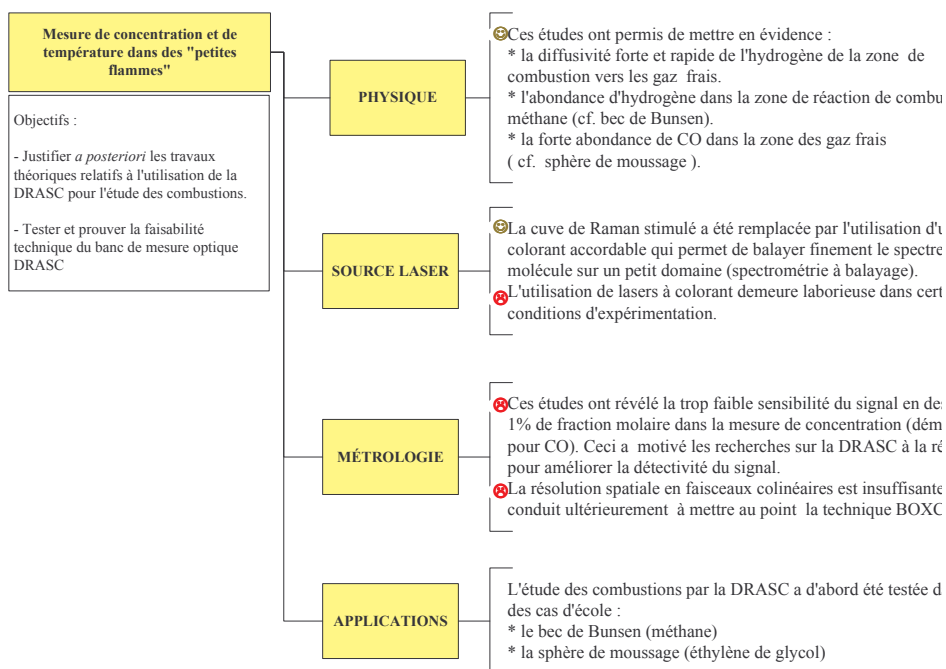 Mesure de concentration et de
température dans des "petites
flammes"
Objectifs :
- Justifier a posteriori les travaux
théoriques relatifs à l'utilisation de la
DRASC pour l'étude des combustions.
- Tester et prouver la faisabilité
technique du banc de mesure optique
DRASC
PHYSIQUE
Ces études ont permis de mettre en évidence :
* la diffusivité forte et rapide de l'hydrogène de la zone de
combustion vers les gaz frais.
* l'abondance d'hydrogène dans la zone de réaction de
méthane (cf. bec de Bunsen).
* la forte abondance de CO dans la zone des gaz frais
( cf. sphère de moussage ).
SOURCE LASER
La cuve de Raman stimulé a été remplacée par l'utilisation
colorant accordable qui permet de balayer finement le spectre
molécule sur un petit domaine (spectrométrie à balayage).
L'utilisation de lasers à colorant demeure laborieuse dans
conditions d'expérimentation.
MÉTROLOGIE
Ces études ont révélé la trop faible sensibilité du signal en
1% de fraction molaire dans la mesure de concentration
pour CO). Ceci a motivé les recherches sur la DRASC à la
pour améliorer la détectivité du signal.
La résolution spatiale en faisceaux colinéaires est insuffisante
conduit ultérieurement à mettre au point la technique
APPLICATIONS
L'étude des combustions par la DRASC a d'abord été testée
des cas d'école :
* le bec de Bunsen (méthane)
* la sphère de moussage (éthylène de glycol)